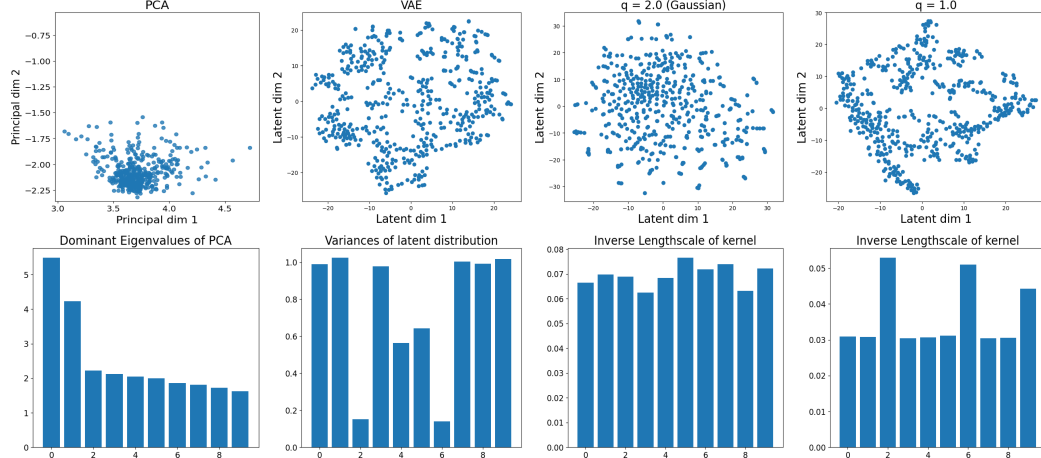 PCA
VAE
q = 2.0 (Gaussian)
q = 1.0
Principal dim 2
−0.75
−1.00
−1.25
−1.50
−1.75
−2.00
−2.25
3.0 3.5 4.0 4.5
Principal dim 1
Latent dim 2
20
10
0
−10
−20
−20 −10 0 10 20
Latent dim 1
Latent dim 2
30
20
10
0
−10
−20
−30
−20 −10 0 10 20 30
Latent dim 1
Latent dim 2
30
20
10
0
−10
−20
−20 −10 0 10 20
Latent dim 1
Dominant Eigenvalues of PCA
5
4
3
2
1
0
0 2 4 6 8
Variances of latent distribution
1.0
0.8
0.6
0.4
0.2
0.0
0 2 4 6 8
Inverse Lengthscale of kernel
0.08
0.07
0.06
0.05
0.04
0.03
0.02
0.01
0.00
0 2 4 6 8
Inverse Lengthscale of kernel
0.05
0.04
0.03
0.02
0.01
0.00
0 2 4 6 8